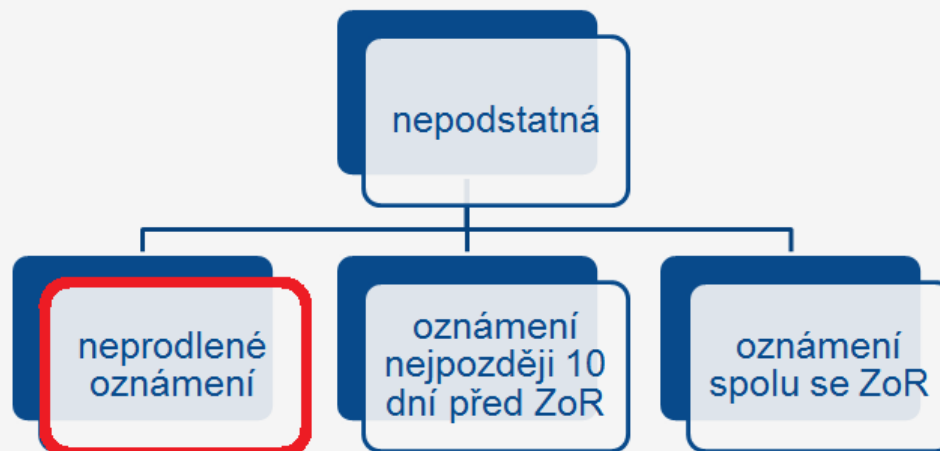 nepodstatná
neprodlené
oznámení
oznámení
nejpozději 10
dní před ZoR
oznámení
spolu se ZoR